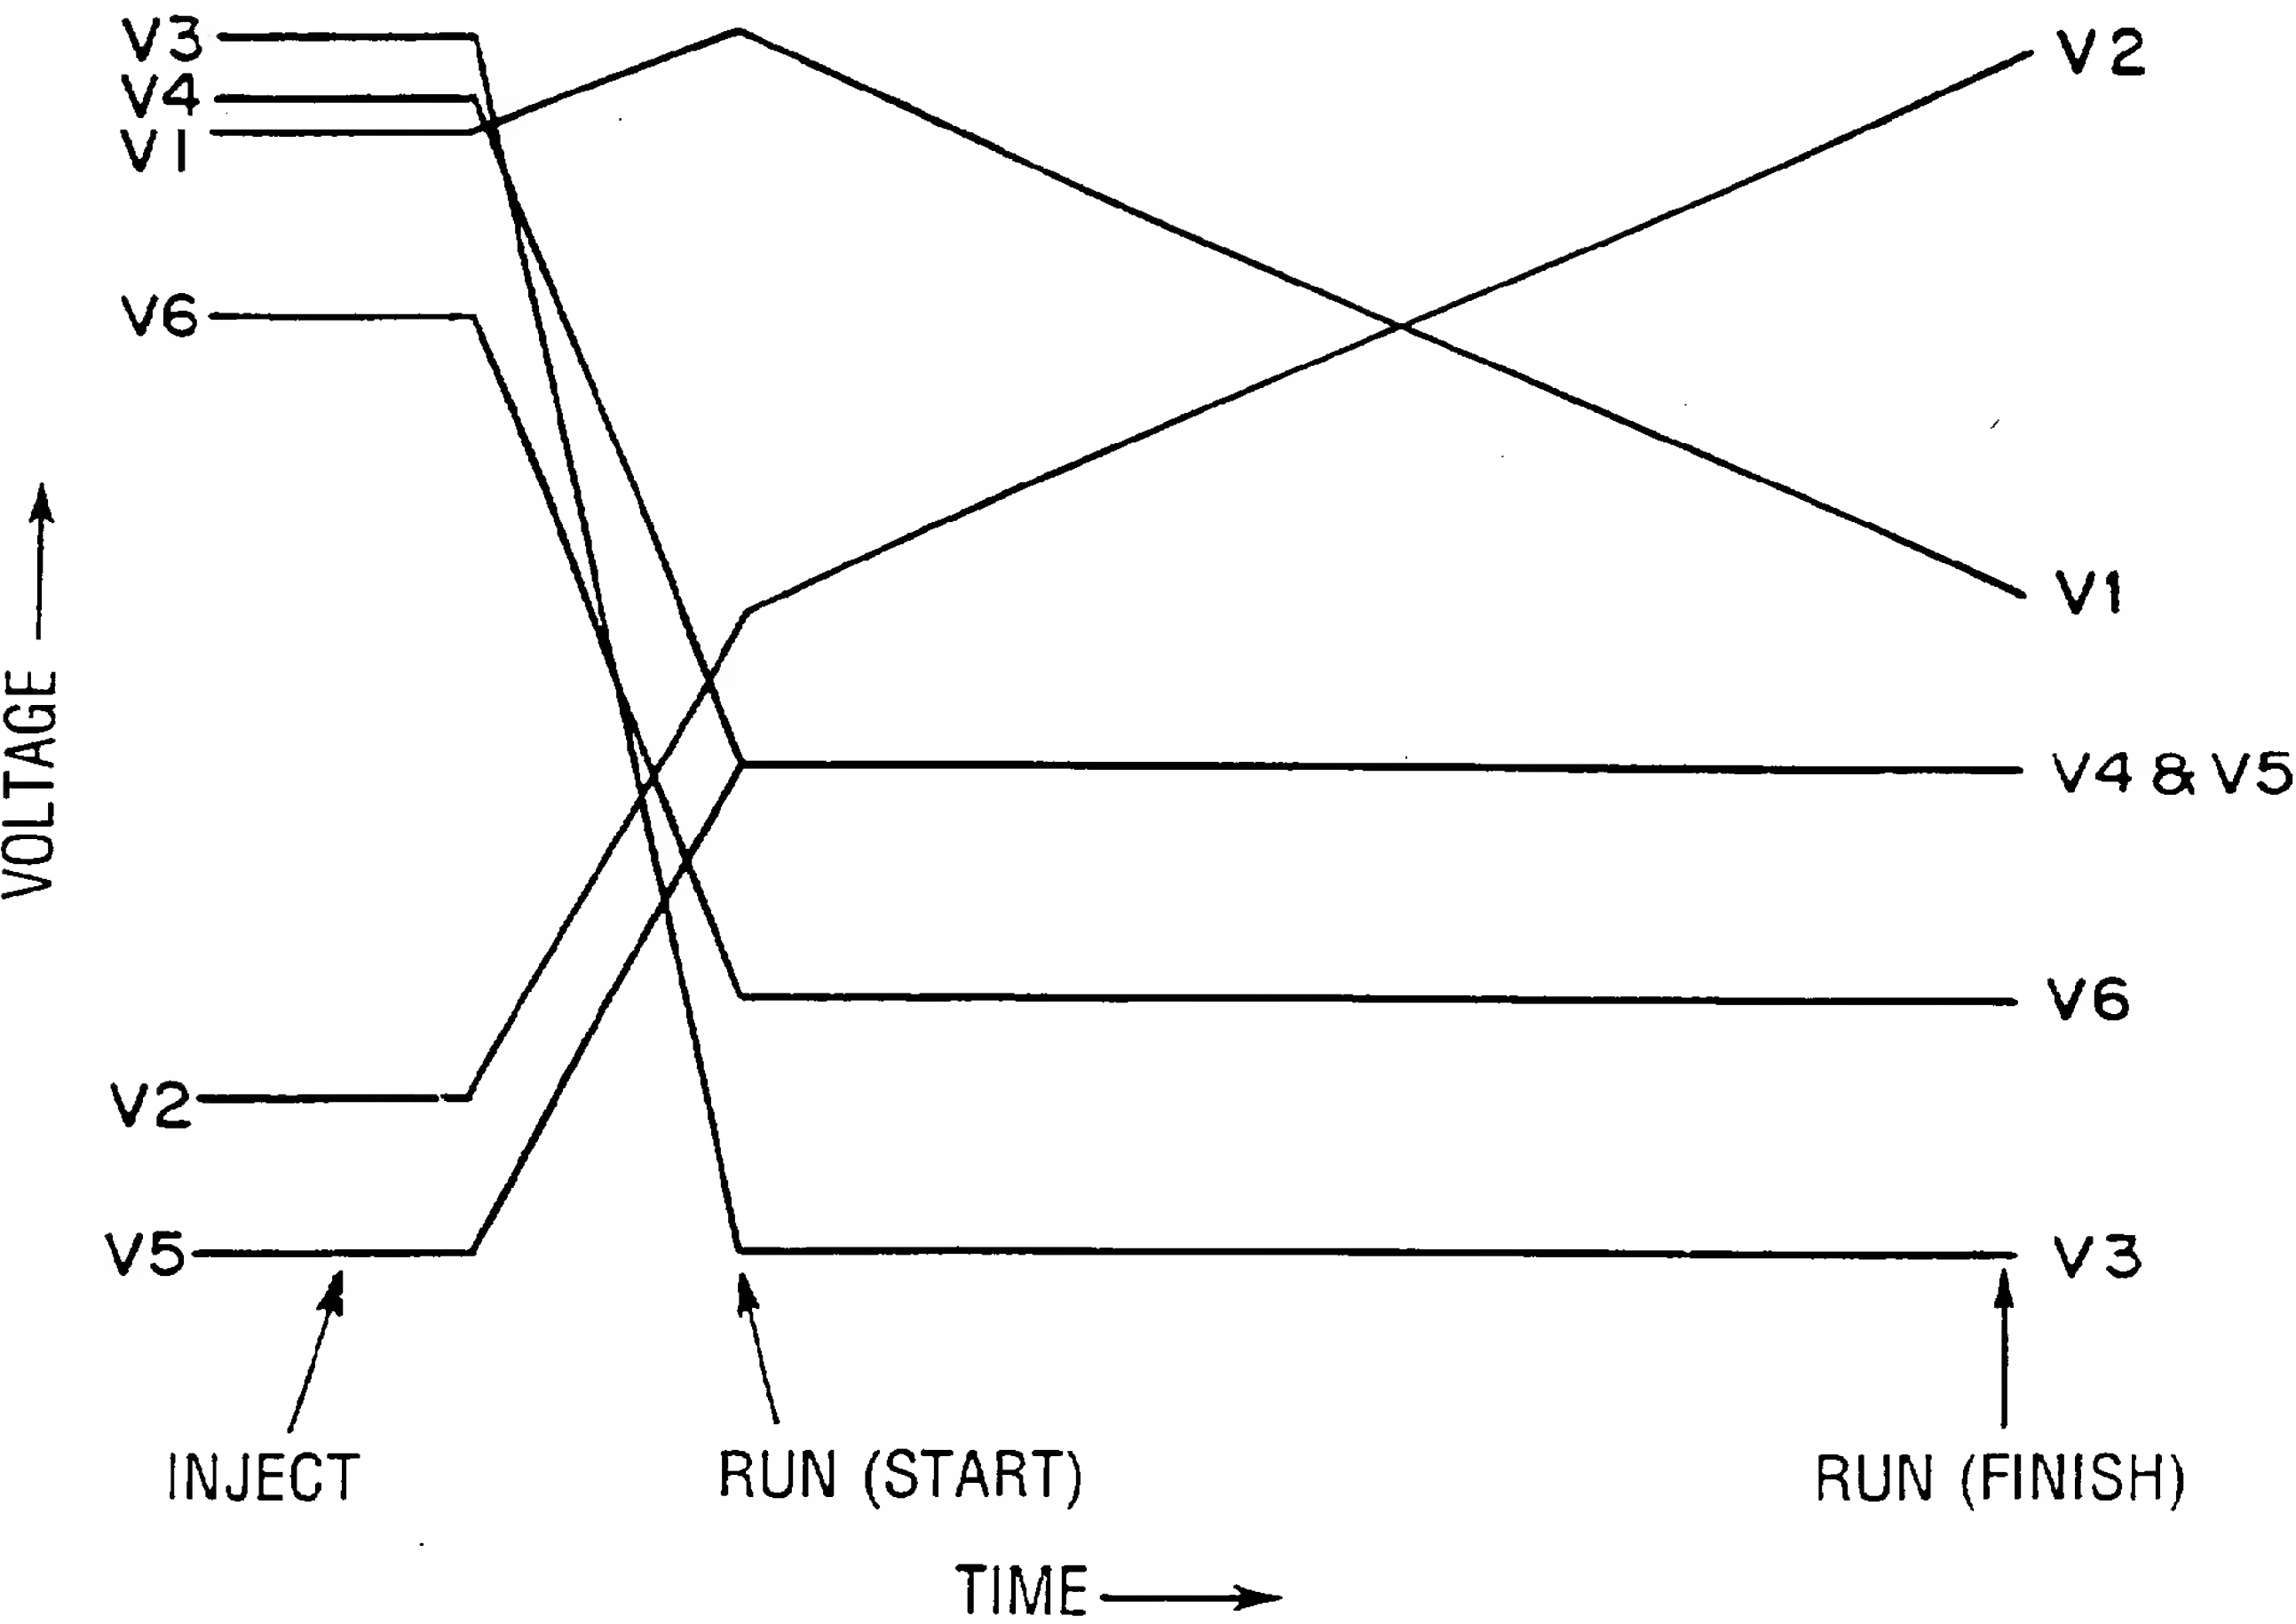 V3
V4
V1
V6
V2
V5
V2
V1
V4 & V5
V6
V3
VOLTAGE
INJECT
RUN (START)
RUN (FINISH)
TIME